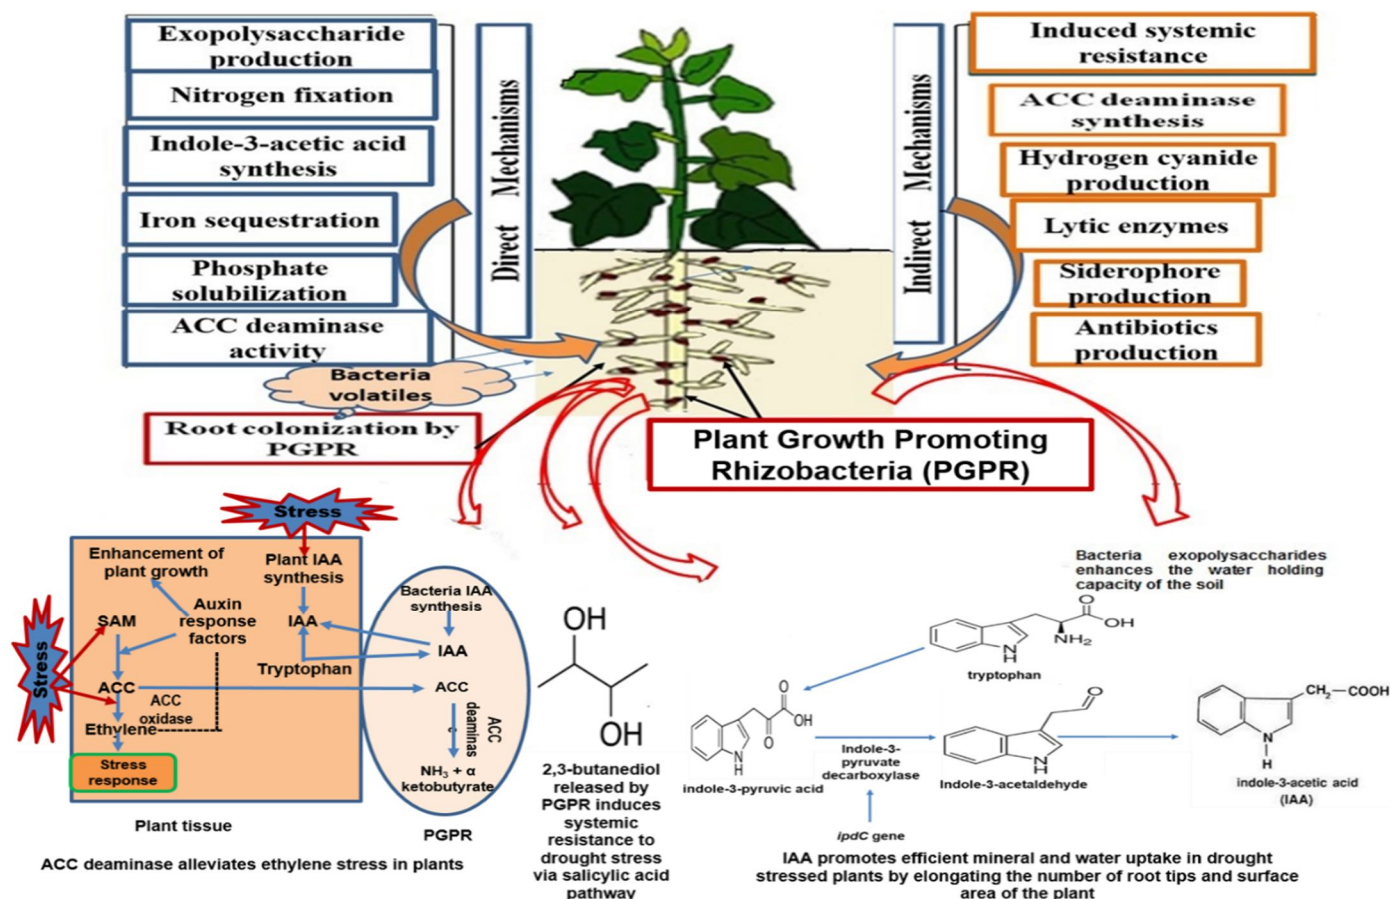 Exopolysaccharide
production
Nitrogen fixation
Indole-3-acetic acid
synthesis
Iron sequestration
Phosphate
solubilization
ACC deaminase
activity
Direct Mechanisms
Indirect Mechanisms
Induced systemic
resistance
ACC deaminase
synthesis
Hydrogen cyanide
production
Lytic enzymes
Siderophore
production
Antibiotics
production
Bacteria
volatiles
Root colonization by
PGPR
Plant Growth Promoting
Rhizobacteria (PGPR)
Stress
Enhancement of
plant growth
Plant IAA
synthesis
SAM
Auxin
response
factors
IAA
Tryptophan
Stress
ACC
ACC
oxidase
Ethylene
Stress
response
Plant tissue
Bacteria IAA
synthesis
IAA
ACC
ACC
deaminas
e
NH₃ + α
ketobutyrate
PGPR
ACC deaminase alleviates ethylene stress in plants
OH
OH
2,3-butanediol
released by
PGPR induces
systemic
resistance to
drought stress
via salicylic acid
pathway
Bacteria exopolysaccharides
enhances the water holding
capacity of the soil
O
OH
NH₂
N
H
tryptophan
O
OH
O
N
H
indole-3-pyruvic acid
Indole-3-
pyruvate
decarboxylase
ipdC gene
O
N
H
Indole-3-acetaldehyde
CH₂—COOH
N
H
indole-3-acetic acid
(IAA)
IAA promotes efficient mineral and water uptake in drought
stressed plants by elongating the number of root tips and surface
area of the plant